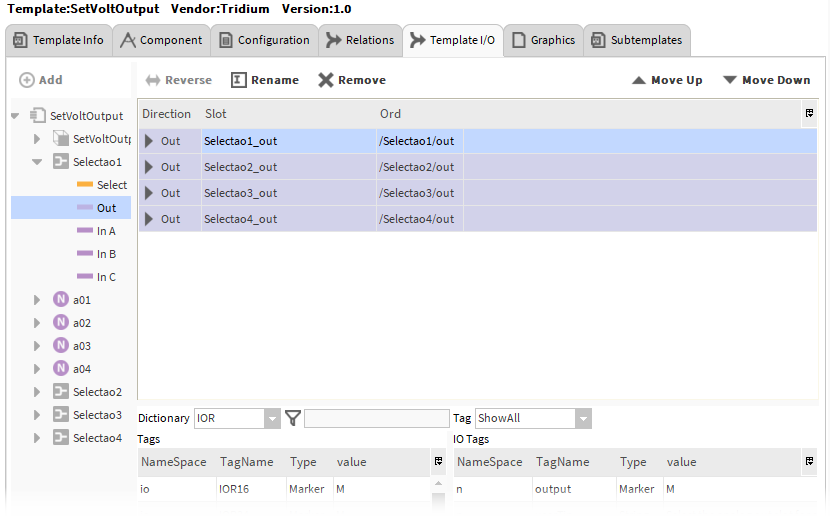 Template:SetVoltOutput Vendor:Tridium Version:1.0
Template Info Component Configuration Relations Template I/O Graphics Subtemplates
Add Reverse Rename Remove Move Up Move Down
Direction Slot Ord
SetVoltOutput
SetVoltOutp
Selectao1
Select
Out
In A
In B
In C
N a01
N a02
N a03
N a04
Selectao2
Selectao3
Selectao4
Out Selectao1_out /Selectao1/out
Out Selectao2_out /Selectao2/out
Out Selectao3_out /Selectao3/out
Out Selectao4_out /Selectao4/out
Dictionary IOR Tag ShowAll
Tags IO Tags
NameSpace TagName Type value NameSpace TagName Type value
io IOR16 Marker M n output Marker M